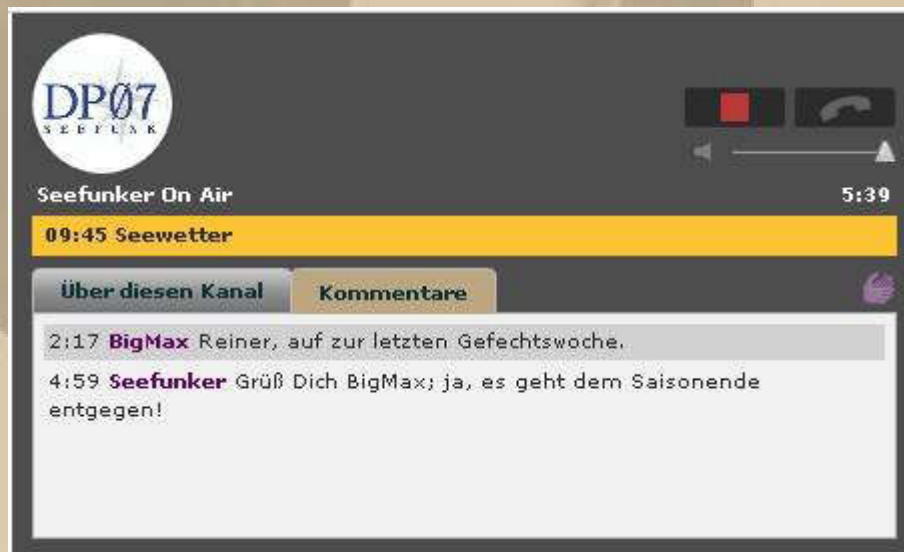 DP07
SEEFUNK
Seefunker On Air
5:39
09:45 Seewetter
Über diesen Kanal
Kommentare
2:17 BigMax Reiner, auf zur letzten Gefechtswoche.
4:59 Seefunker Grüß Dich BigMax; ja, es geht dem Saisonende
entgegen!